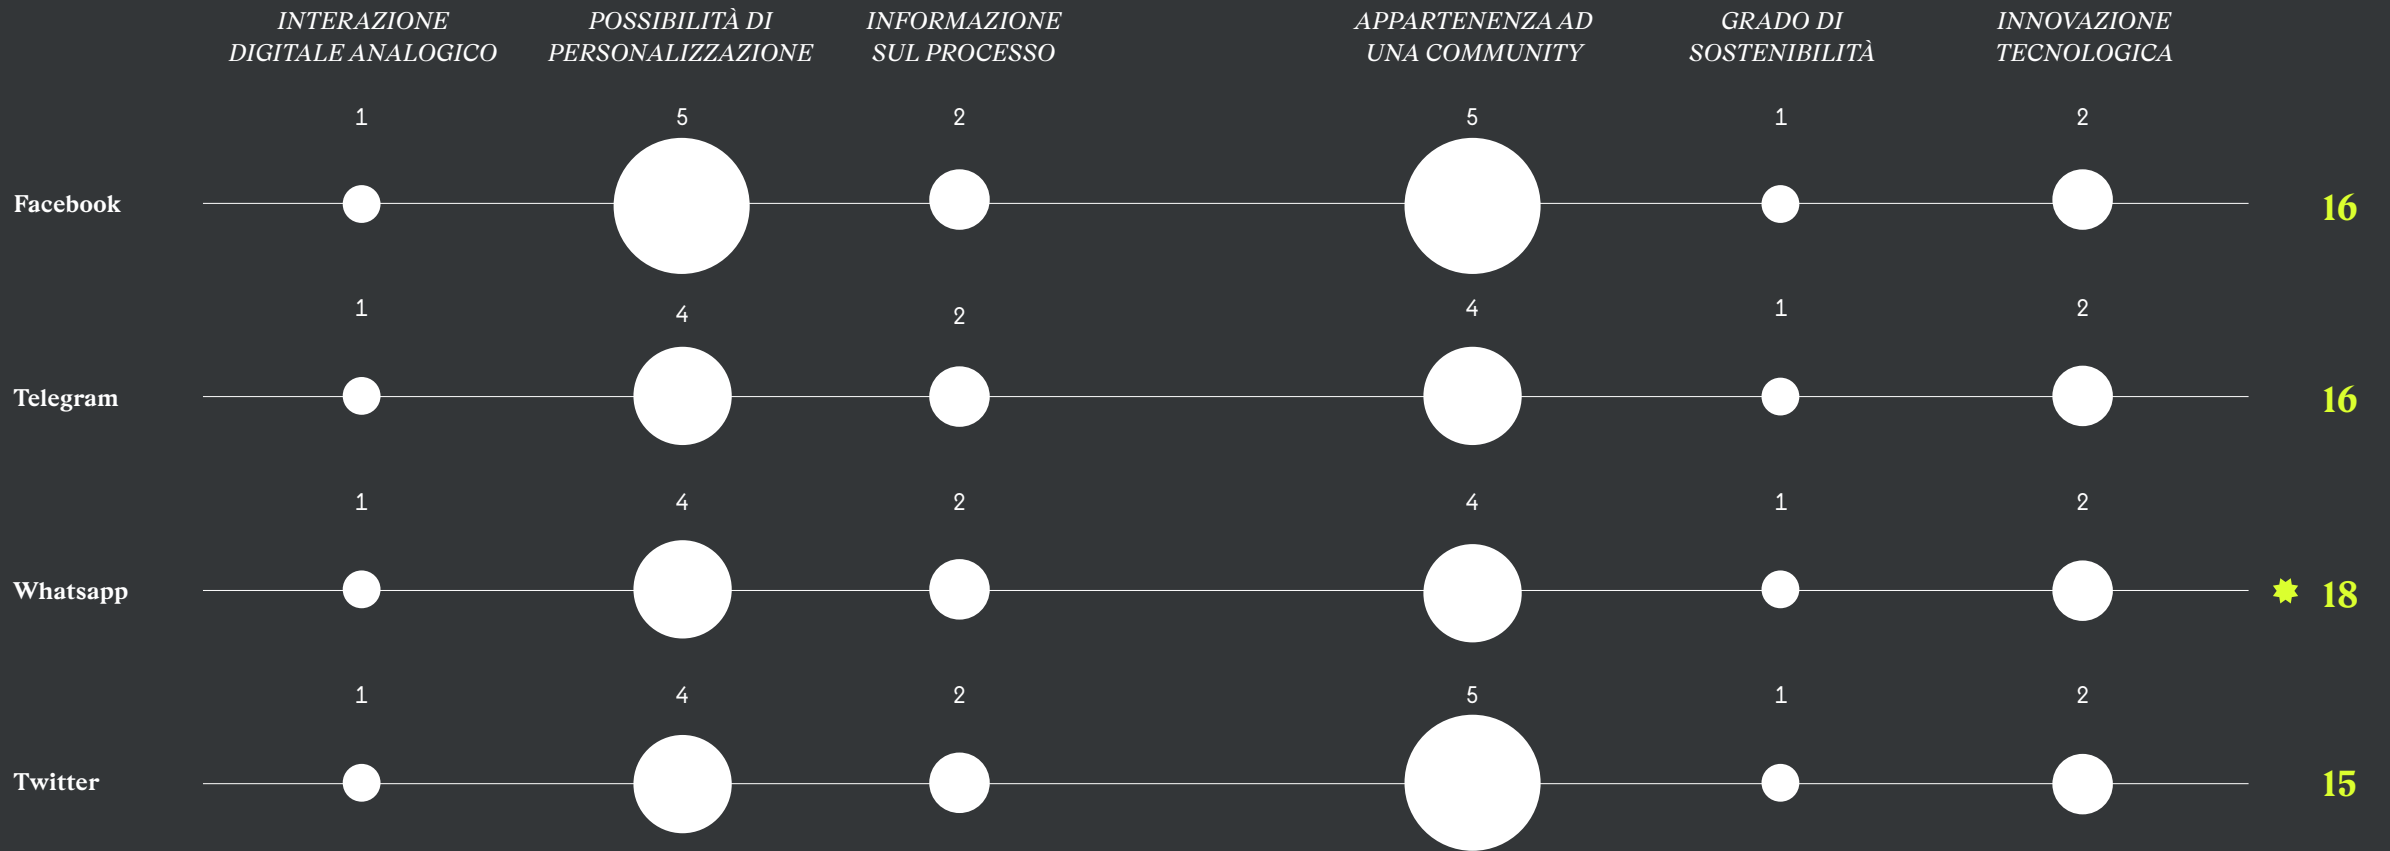 INTERAZIONE
DIGITALE ANALOGICO
POSSIBILITÀ DI
PERSONALIZZAZIONE
INFORMAZIONE
SUL PROCESSO
APPARTENENZA AD
UNA COMMUNITY
GRADO DI
SOSTENIBILITÀ
INNOVAZIONE
TECNOLOGICA
1 5 2 5 1 2
Facebook 16
1 4 2 4 1 2
Telegram 16
1 4 2 4 1 2
Whatsapp 18
1 4 2 5 1 2
Twitter 15